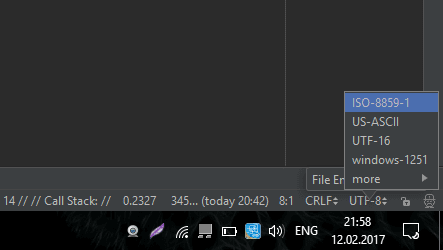 ISO-8859-1
US-ASCII
UTF-16
windows-1251
more
File En
14 // // Call Stack: // 0.2327 345... (today 20:42) 8:1 CRLF÷ UTF-8÷
ENG 21:58
12.02.2017